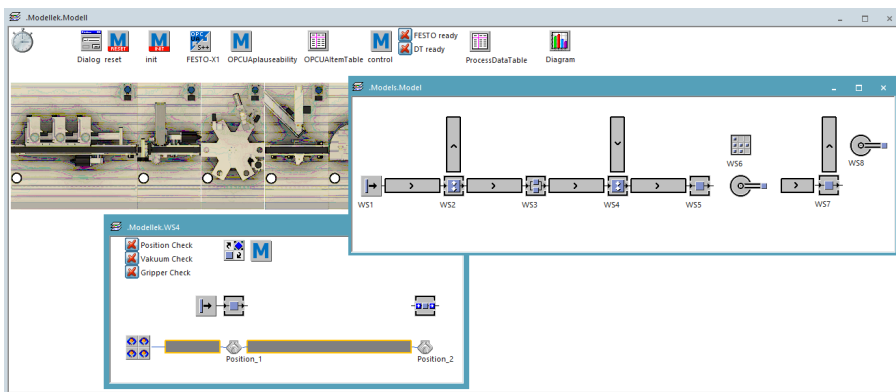 .Modellek.Modell
OPC
RESET
INIT
S++
M
M
M
M
FESTO ready
DT ready
Dialog reset init FESTO-X1 OPCUAplauseability OPCUAItemTable control ProcessDataTable Diagram
.Models.Model
WS6
WS8
WS1 WS2 WS3 WS4 WS5 WS7
.Modellek.WS4
Position Check
Vakuum Check
Gripper Check
M
Position_1 Position_2